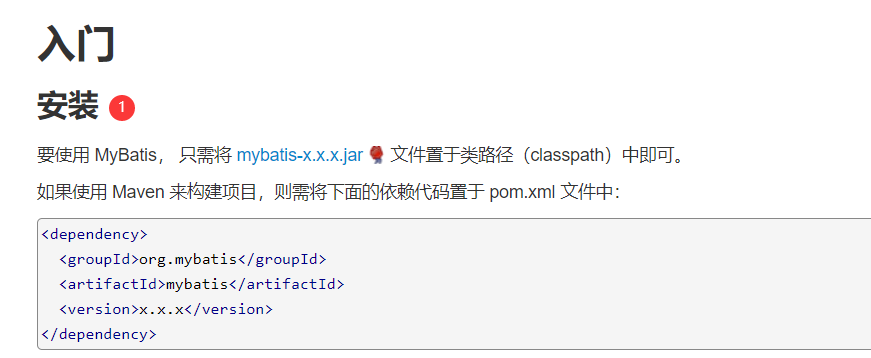 入门
安装 1
要使用 MyBatis， 只需将 mybatis-x.x.x.jar 文件置于类路径（classpath）中即可。
如果使用 Maven 来构建项目，则需将下面的依赖代码置于 pom.xml 文件中：
<dependency>
  <groupId>org.mybatis</groupId>
  <artifactId>mybatis</artifactId>
  <version>x.x.x</version>
</dependency>